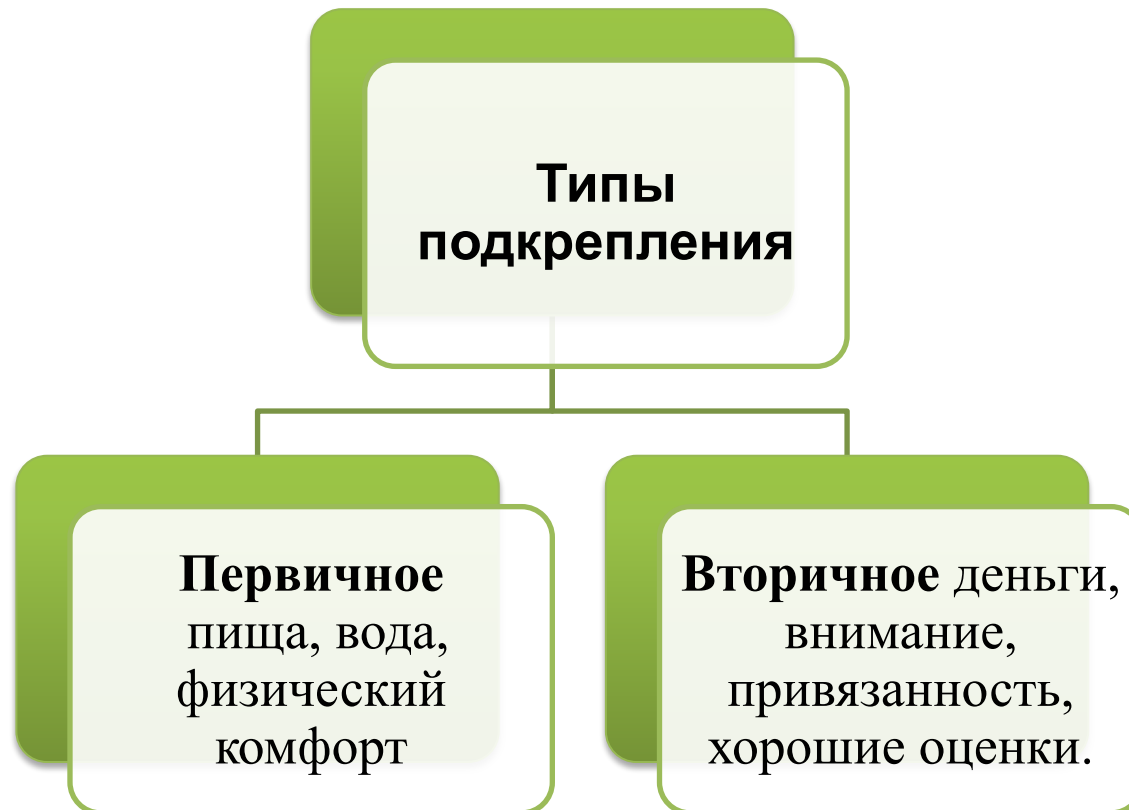 Типы
подкрепления
Первичное
пища, вода,
физический
комфорт
Вторичное деньги,
внимание,
привязанность,
хорошие оценки.